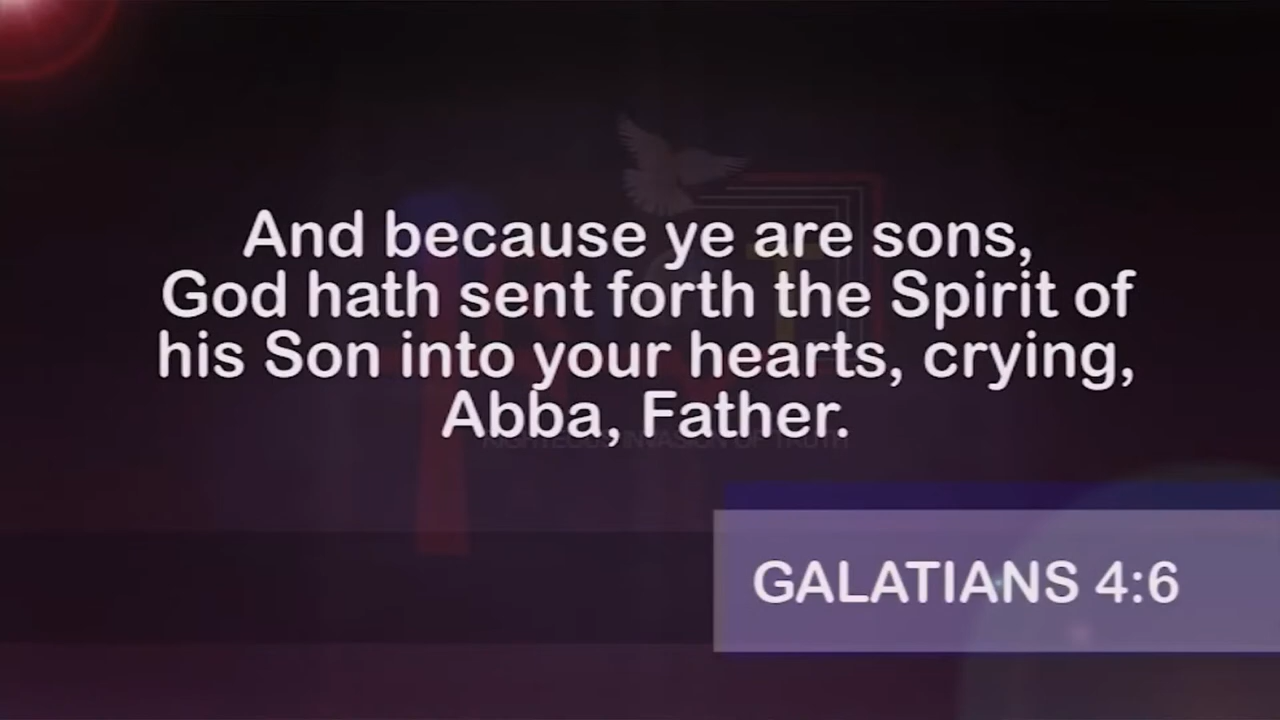 And because ye are sons,
God hath sent forth the Spirit of
his Son into your hearts, crying,
Abba, Father.
GALATIANS 4:6